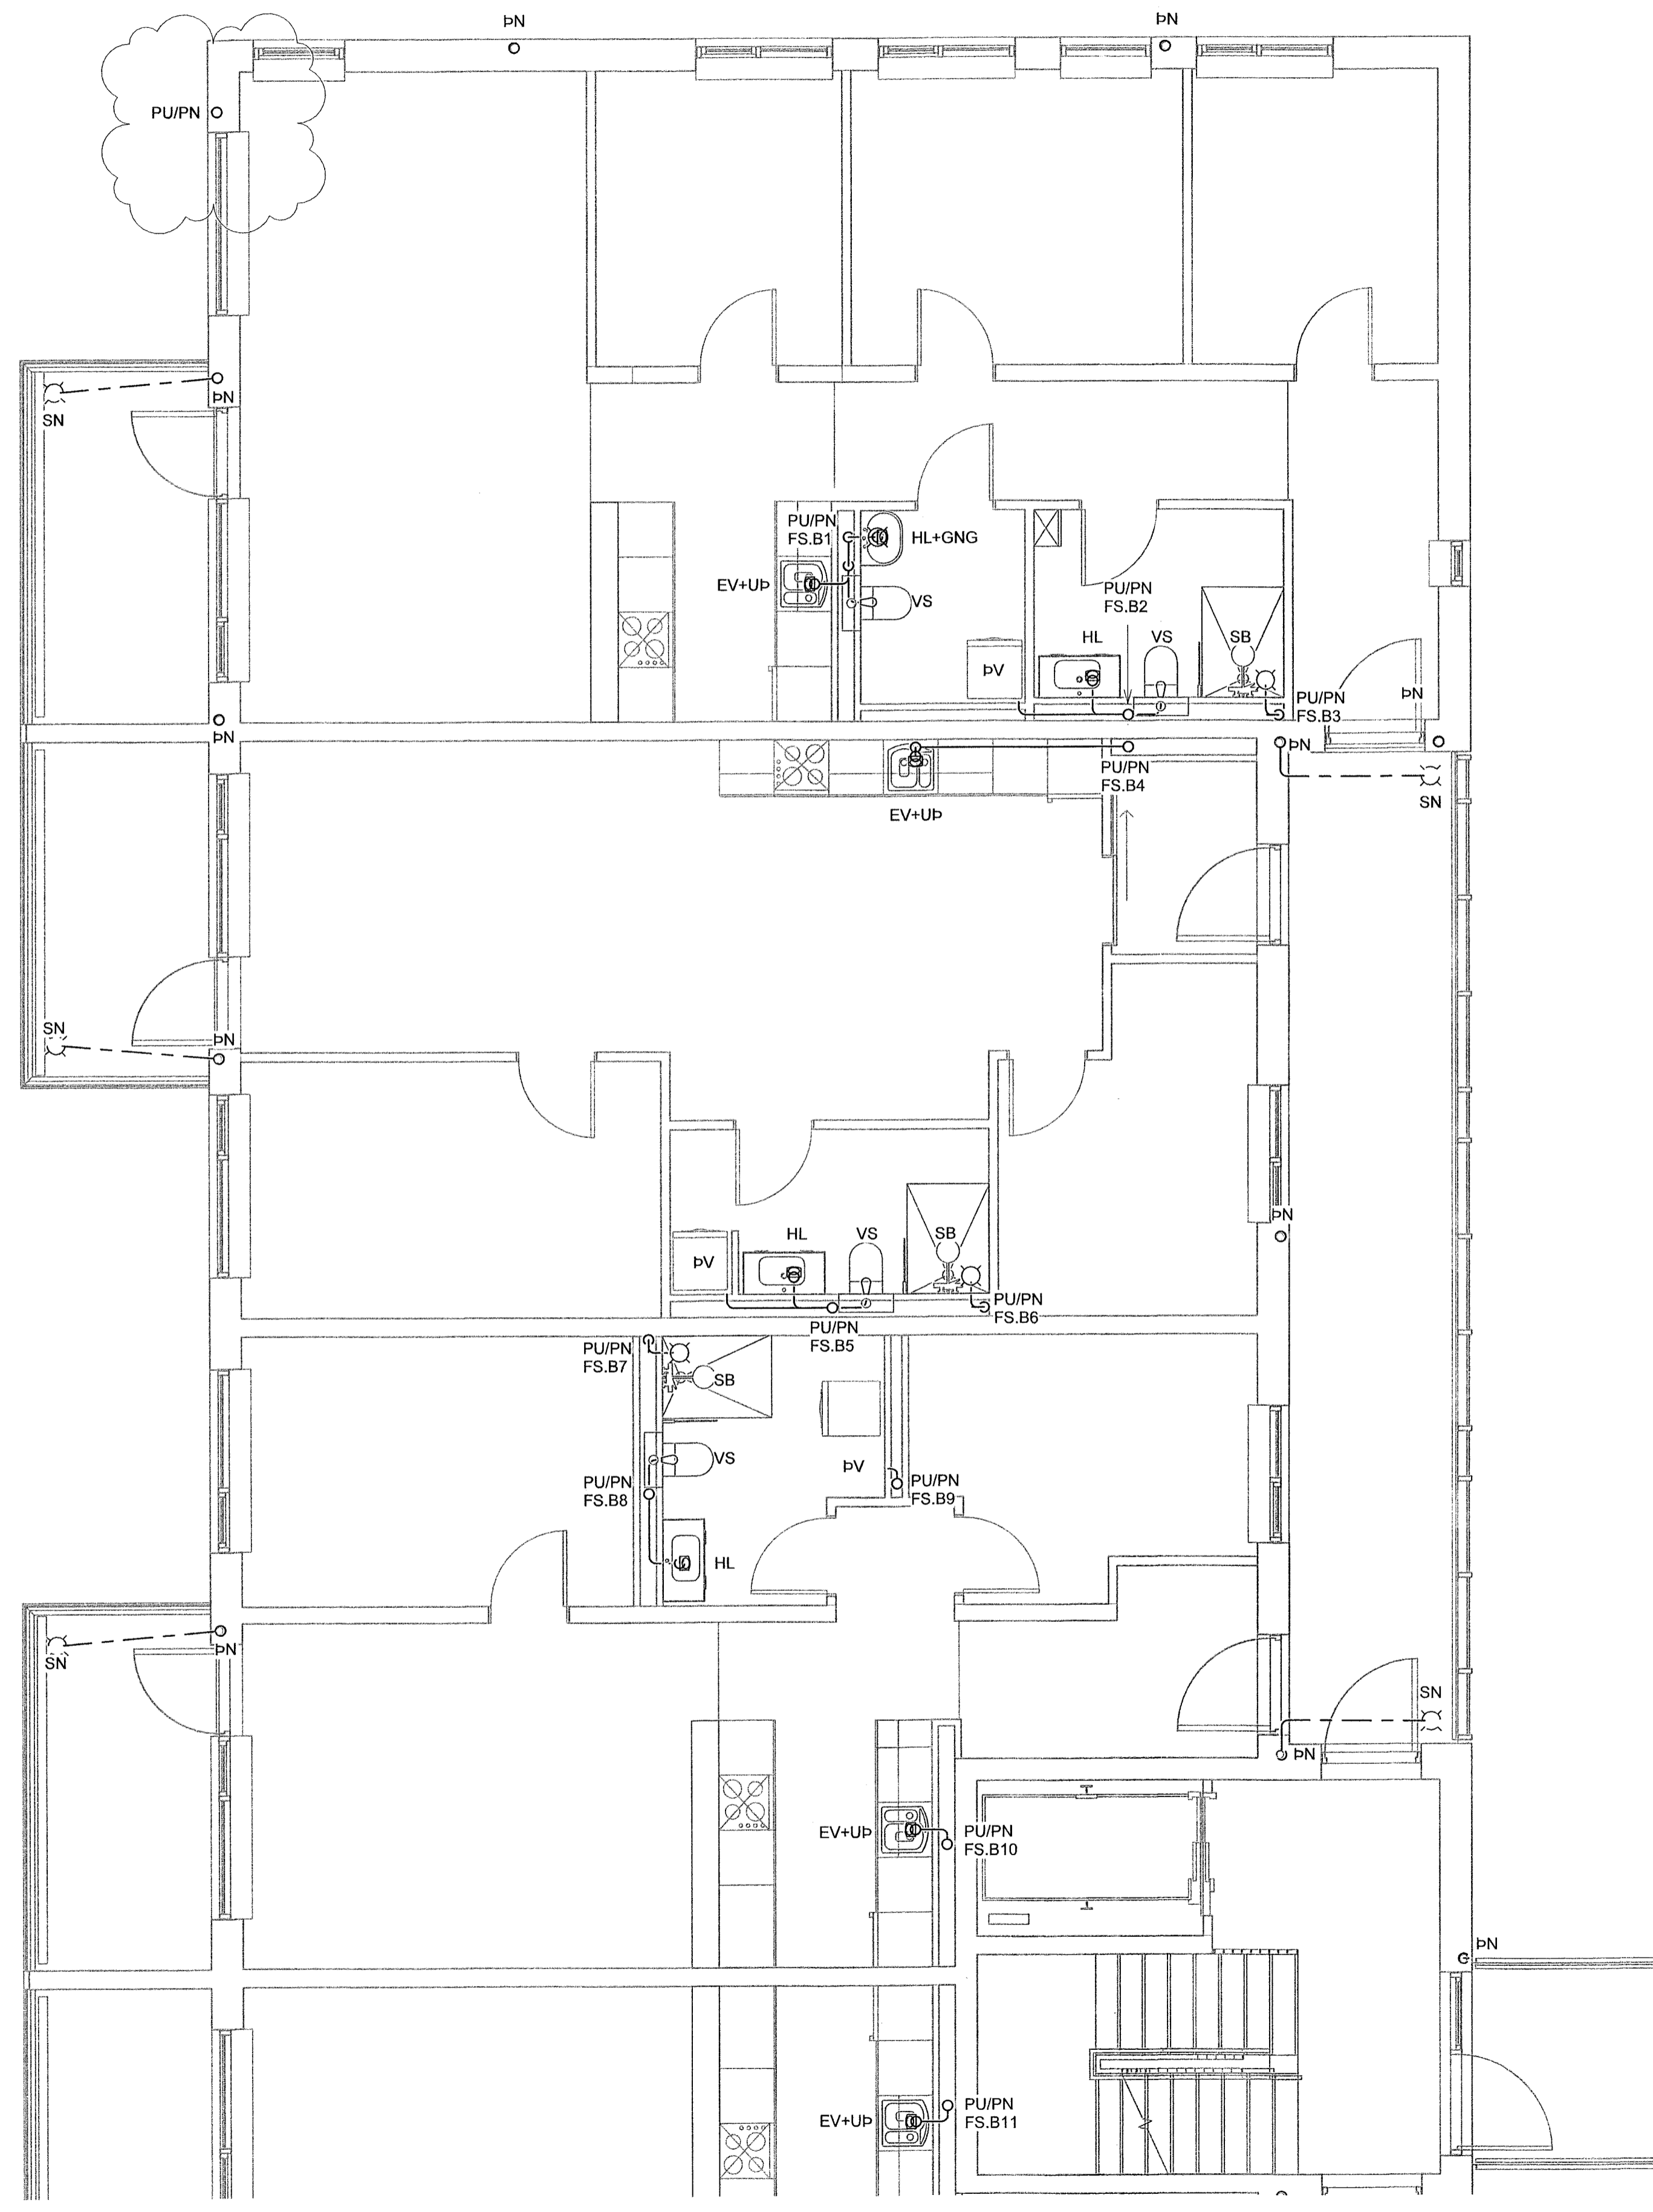 ÞN
ÞN
PU/PN
ÞN
SN
PU/PN
FS.B1
HL+GNG
EV+UÞ
VS
PU/PN
FS.B2
HL
VS
SB
ÞV
PU/PN
FS.B3
ÞN
ÞN
ÞN
PU/PN
FS.B4
SN
EV+UÞ
SN
ÞN
ÞN
HL
VS
SB
ÞV
PU/PN
FS.B6
PU/PN
FS.B5
PU/PN
FS.B7
SB
VS
ÞV
PU/PN
FS.B8
PU/PN
FS.B9
HL
ÞN
SN
SN
ÞN
EV+UÞ
PU/PN
FS.B10
ÞN
EV+UÞ
PU/PN
FS.B11